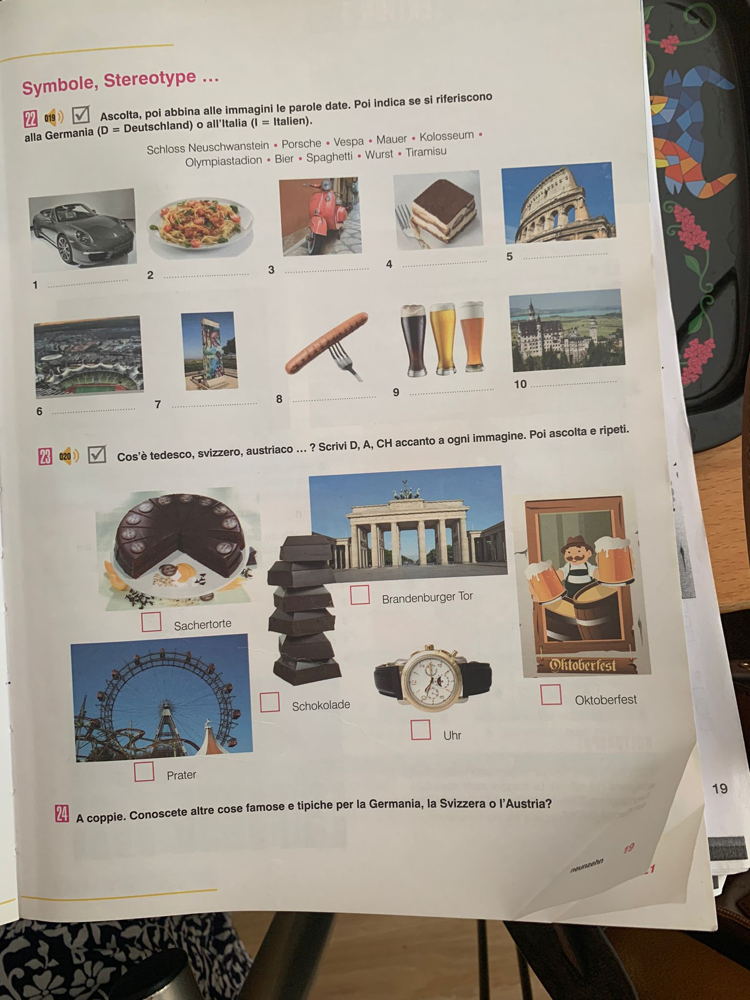 Symbole, Stereotype ...
22 019 Ascolta, poi abbina alle immagini le parole date. Poi indica se si riferiscono
alla Germania (D = Deutschland) o all'Italia (I = Italien).
Schloss Neuschwanstein • Porsche • Vespa • Mauer • Kolosseum •
Olympiastadion • Bier • Spaghetti • Wurst • Tiramisu
1 2 3 4 5
6 7 8 9 10
23 020 Cos'è tedesco, svizzero, austriaco ... ? Scrivi D, A, CH accanto a ogni immagine. Poi ascolta e ripeti.
Brandenburger Tor
Sachertorte
Oktoberfest
Schokolade
Oktoberfest
Uhr
Prater
24 A coppie. Conoscete altre cose famose e tipiche per la Germania, la Svizzera o l'Austria?
neunzehn 19
19